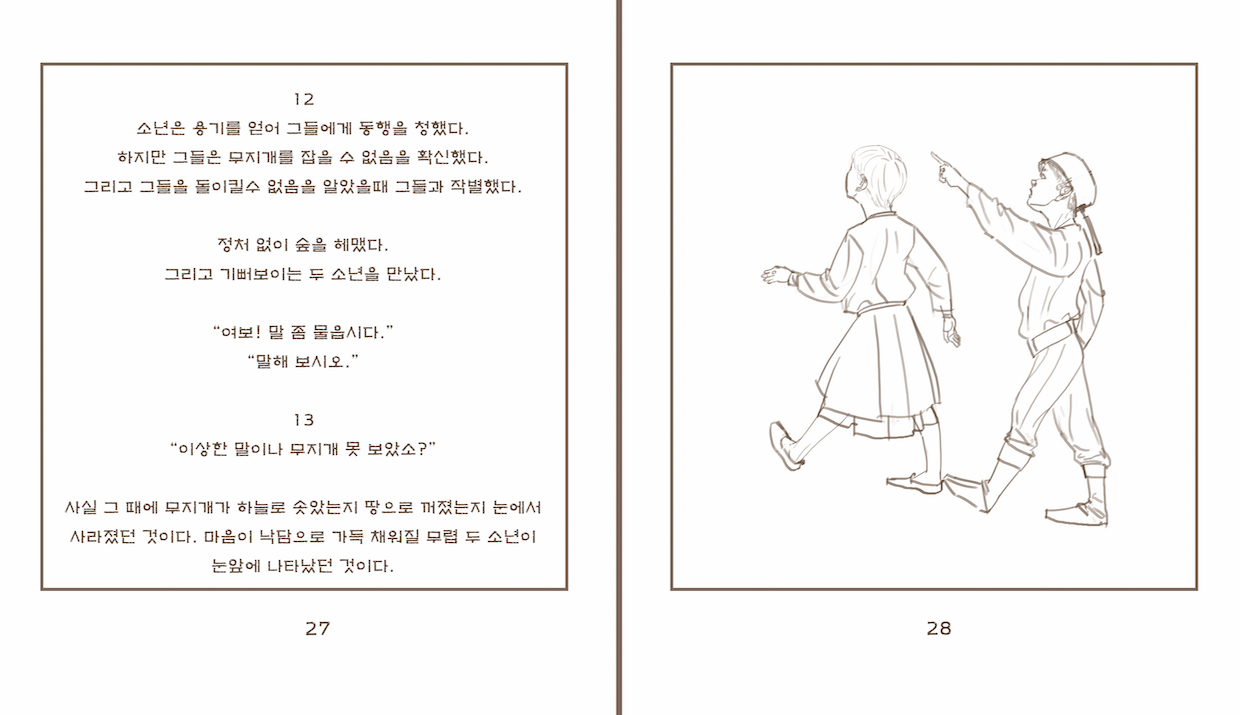 12
소년은 용기를 얻어 그들에게 동행을 청했다.
하지만 그들은 무지개를 잡을 수 없음을 확신했다.
그리고 그들을 돌이킬수 없음을 알았을때 그들과 작별했다.
정처 없이 숲을 헤맸다.
그리고 기뻐보이는 두 소년을 만났다.
“여보! 말 좀 물읍시다.”
“말해 보시오.”
13
“이상한 말이나 무지개 못 보았소?”
사실 그 때에 무지개가 하늘로 솟았는지 땅으로 꺼졌는지 눈에서
사라졌던 것이다. 마음이 낙담으로 가득 채워질 무렵 두 소년이
눈앞에 나타났던 것이다.
27
28